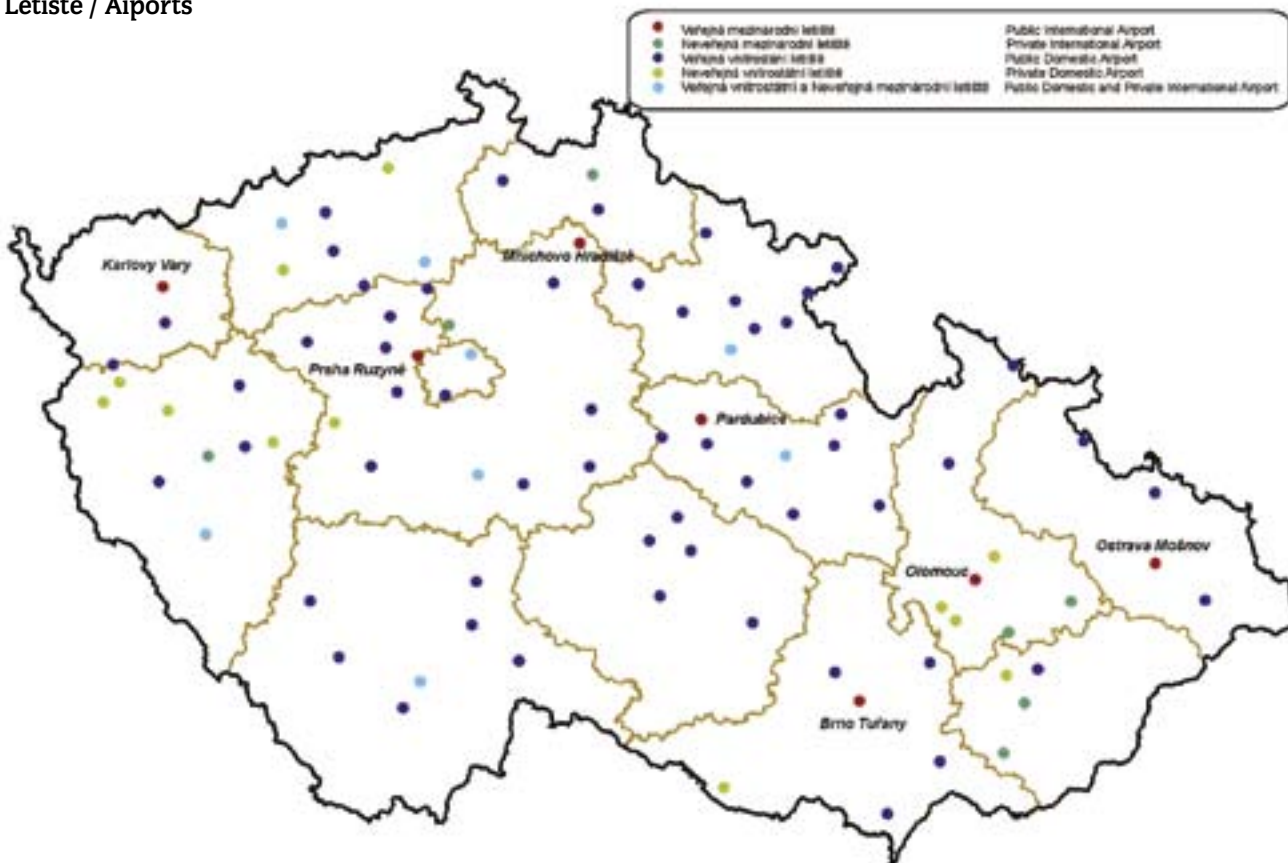 Letiště / Aiports
Veřejná mezinárodní letiště Public International Airport
Neveřejná mezinárodní letiště Private International Airport
Veřejná vnitrostátní letiště Public Domestic Airport
Neveřejná vnitrostátní letiště Private Domestic Airport
Veřejná vnitrostátní a Neveřejná mezinárodní letiště Public Domestic and Private International Airport
Karlovy Vary
Mnichovo Hradiště
Praha Ruzyně
Pardubice
Ostrava Mošnov
Olomouc
Brno Tuřany